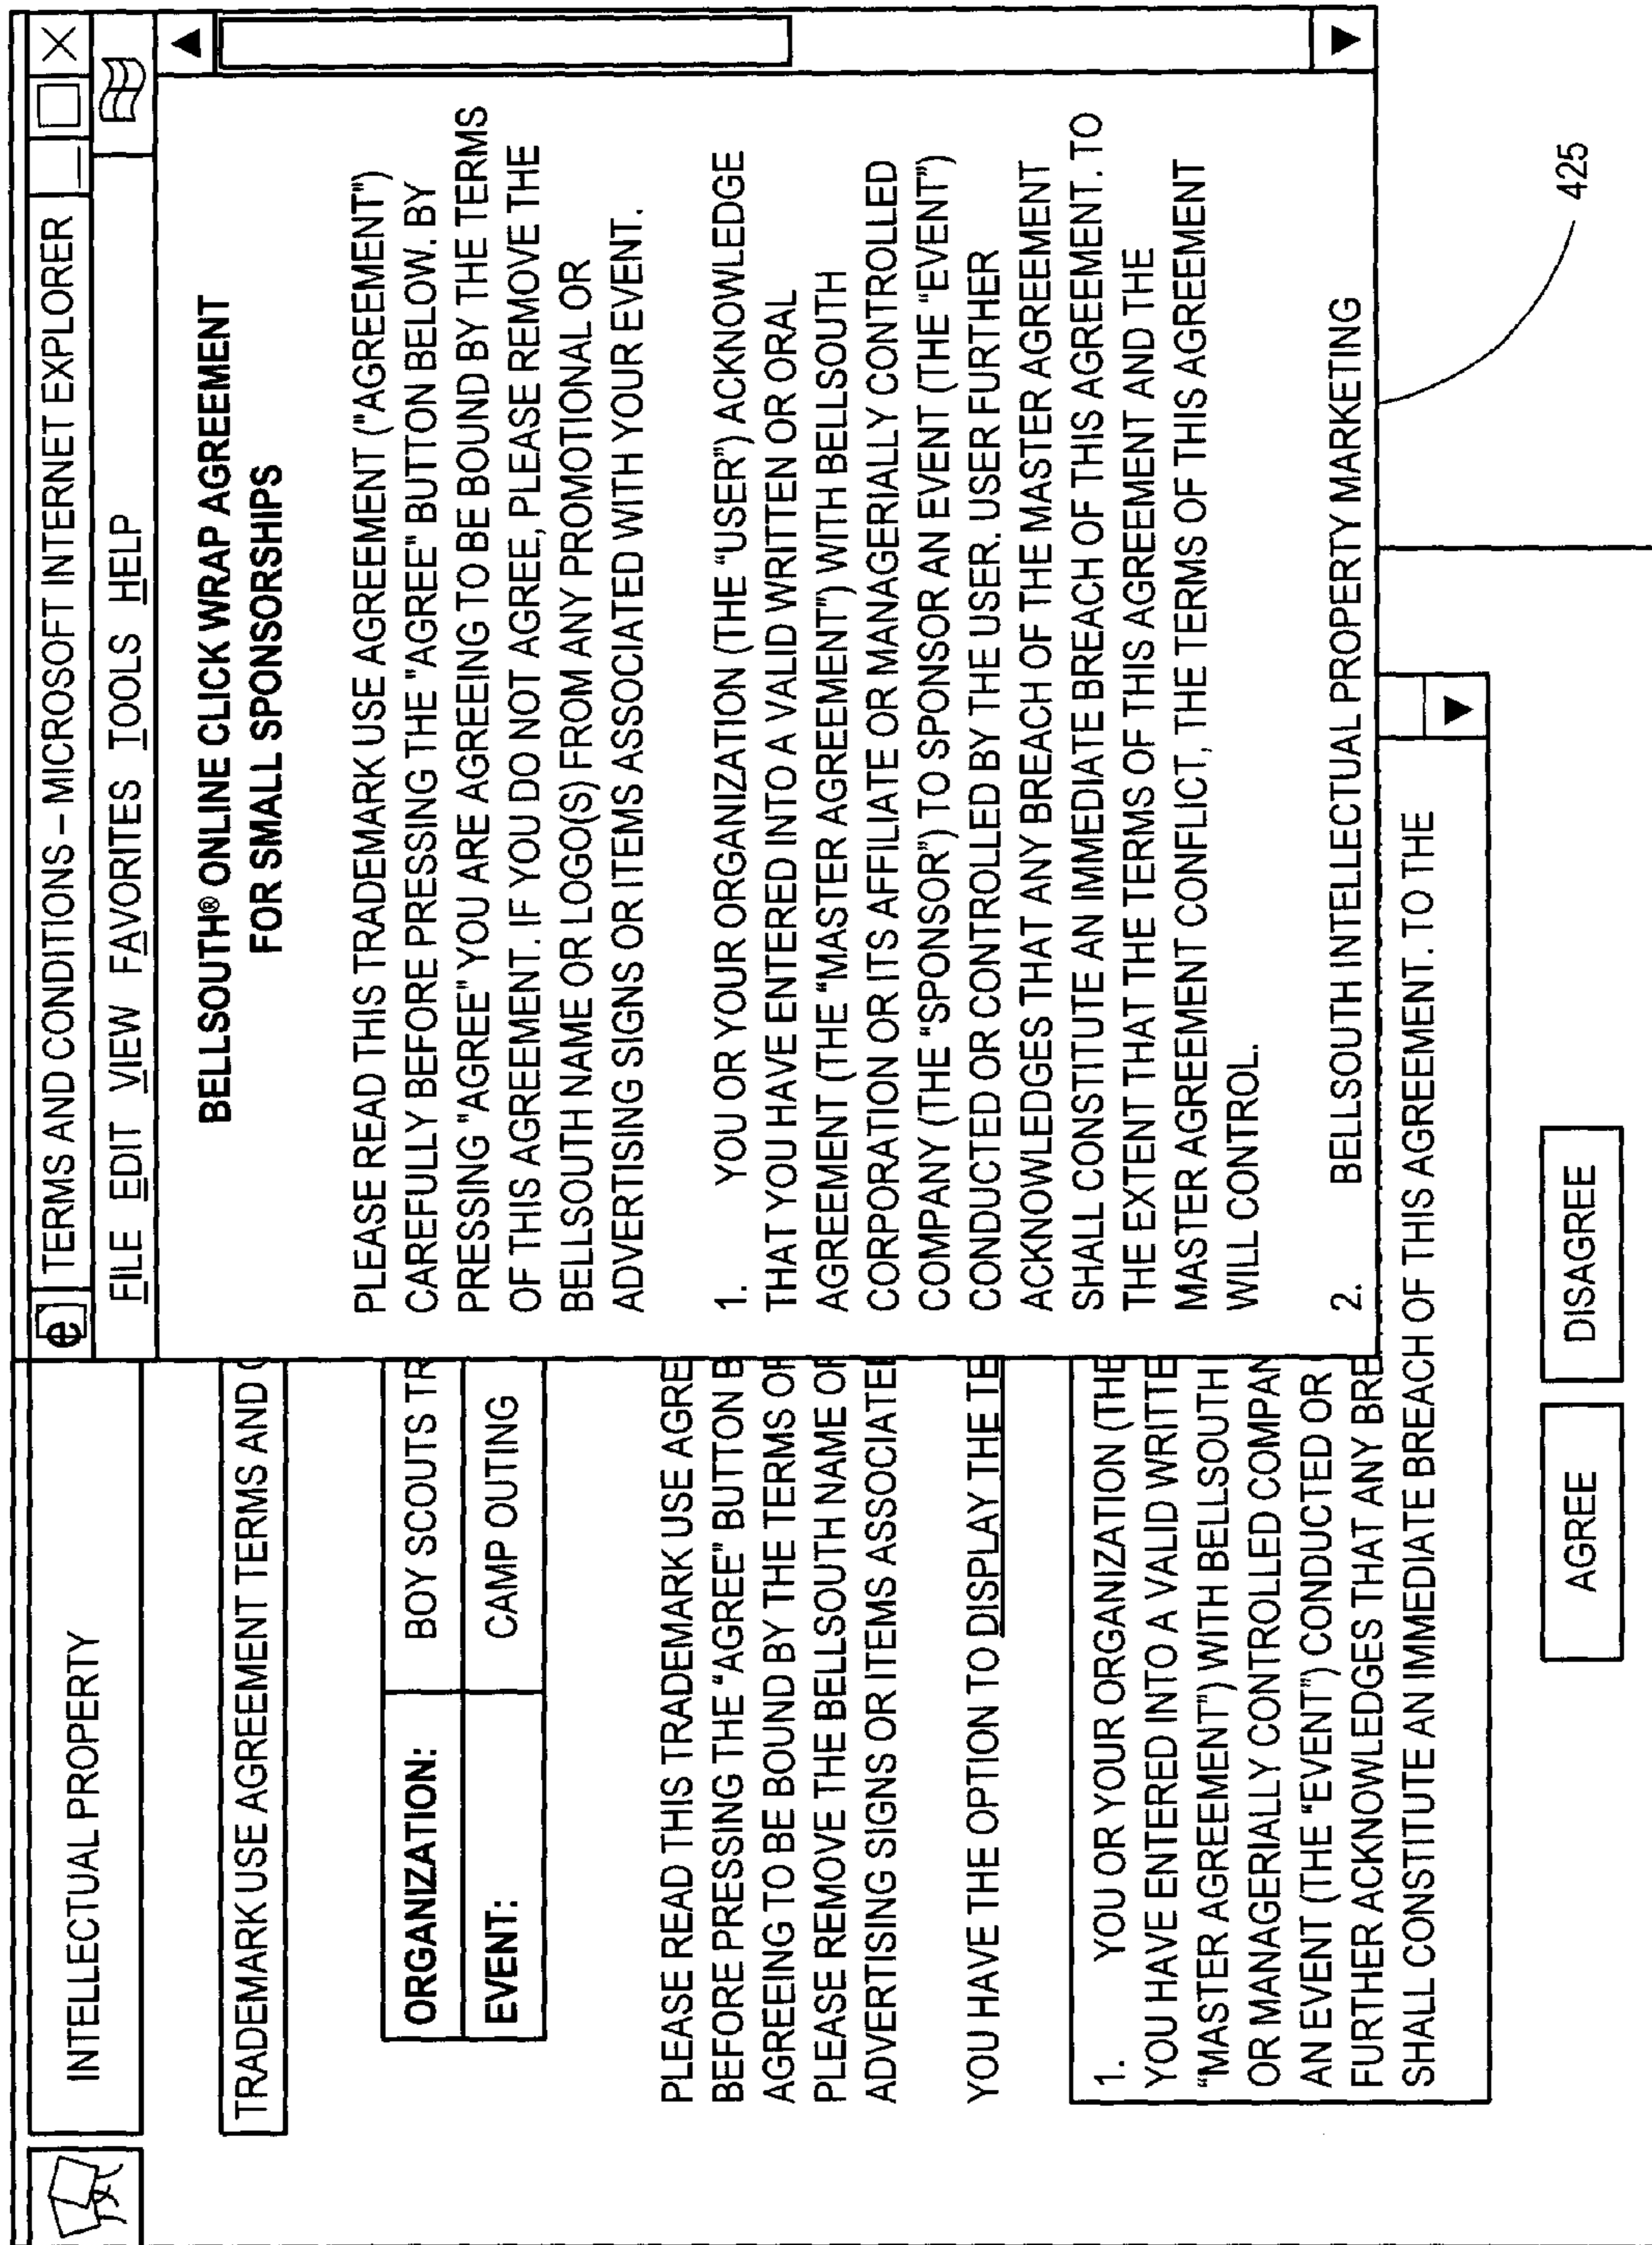 INTELLECTUAL PROPERTY
TRADEMARK USE AGREEMENT TERMS AND
ORGANIZATION: BOY SCOUTS TR
EVENT: CAMP OUTING
PLEASE READ THIS TRADEMARK USE AGRE
BEFORE PRESSING THE "AGREE" BUTTON B
AGREEING TO BE BOUND BY THE TERMS OF
PLEASE REMOVE THE BELLSOUTH NAME OR
ADVERTISING SIGNS OR ITEMS ASSOCIATE
YOU HAVE THE OPTION TO DISPLAY THE TE
1. YOU OR YOUR ORGANIZATION (THE
YOU HAVE ENTERED INTO A VALID WRITTE
"MASTER AGREEMENT") WITH BELLSOUTH
OR MANAGERIALLY CONTROLLED COMPAN
AN EVENT (THE "EVENT") CONDUCTED OR
FURTHER ACKNOWLEDGES THAT ANY BRE
SHALL CONSTITUTE AN IMMEDIATE BREACH OF THIS AGREEMENT. TO THE
AGREE DISAGREE
e TERMS AND CONDITIONS – MICROSOFT INTERNET EXPLORER
FILE EDIT VIEW FAVORITES TOOLS HELP
BELLSOUTH® ONLINE CLICK WRAP AGREEMENT
FOR SMALL SPONSORSHIPS
PLEASE READ THIS TRADEMARK USE AGREEMENT ("AGREEMENT")
CAREFULLY BEFORE PRESSING THE "AGREE" BUTTON BELOW. BY
PRESSING "AGREE" YOU ARE AGREEING TO BE BOUND BY THE TERMS
OF THIS AGREEMENT. IF YOU DO NOT AGREE, PLEASE REMOVE THE
BELLSOUTH NAME OR LOGO(S) FROM ANY PROMOTIONAL OR
ADVERTISING SIGNS OR ITEMS ASSOCIATED WITH YOUR EVENT.
1. YOU OR YOUR ORGANIZATION (THE "USER") ACKNOWLEDGE
THAT YOU HAVE ENTERED INTO A VALID WRITTEN OR ORAL
AGREEMENT (THE "MASTER AGREEMENT") WITH BELLSOUTH
CORPORATION OR ITS AFFILIATE OR MANAGERIALLY CONTROLLED
COMPANY (THE "SPONSOR") TO SPONSOR AN EVENT (THE "EVENT")
CONDUCTED OR CONTROLLED BY THE USER. USER FURTHER
ACKNOWLEDGES THAT ANY BREACH OF THE MASTER AGREEMENT
SHALL CONSTITUTE AN IMMEDIATE BREACH OF THIS AGREEMENT. TO
THE EXTENT THAT THE TERMS OF THIS AGREEMENT AND THE
MASTER AGREEMENT CONFLICT, THE TERMS OF THIS AGREEMENT
WILL CONTROL.
2. BELLSOUTH INTELLECTUAL PROPERTY MARKETING
425